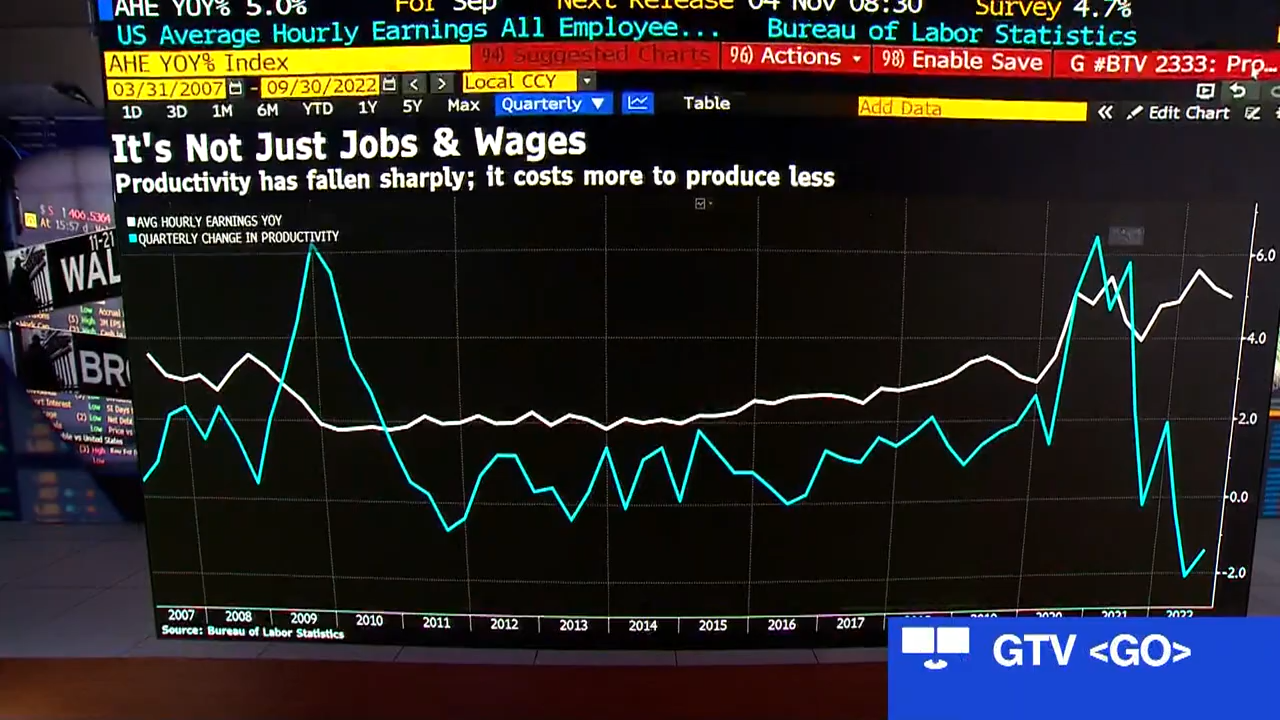 AHE YOY% 5.0% For Sep Next Release 04 Nov 08:30 Survey 4.7%
US Average Hourly Earnings All Employee... Bureau of Labor Statistics
AHE YOY% Index 94) Suggested Charts 96) Actions 98) Enable Save G #BTV 2333: Pro...
03/31/2007 - 09/30/2022 Local CCY
1D 3D 1M 6M YTD 1Y 5Y Max Quarterly Table Add Data Edit Chart
It's Not Just Jobs & Wages
Productivity has fallen sharply; it costs more to produce less
AVG HOURLY EARNINGS YOY
QUARTERLY CHANGE IN PRODUCTIVITY
6.0
4.0
2.0
0.0
-2.0
2007 2008 2009 2010 2011 2012 2013 2014 2015 2016 2017 2020 2021 2022
Source: Bureau of Labor Statistics
11-21
WAL
BRO
GTV <GO>